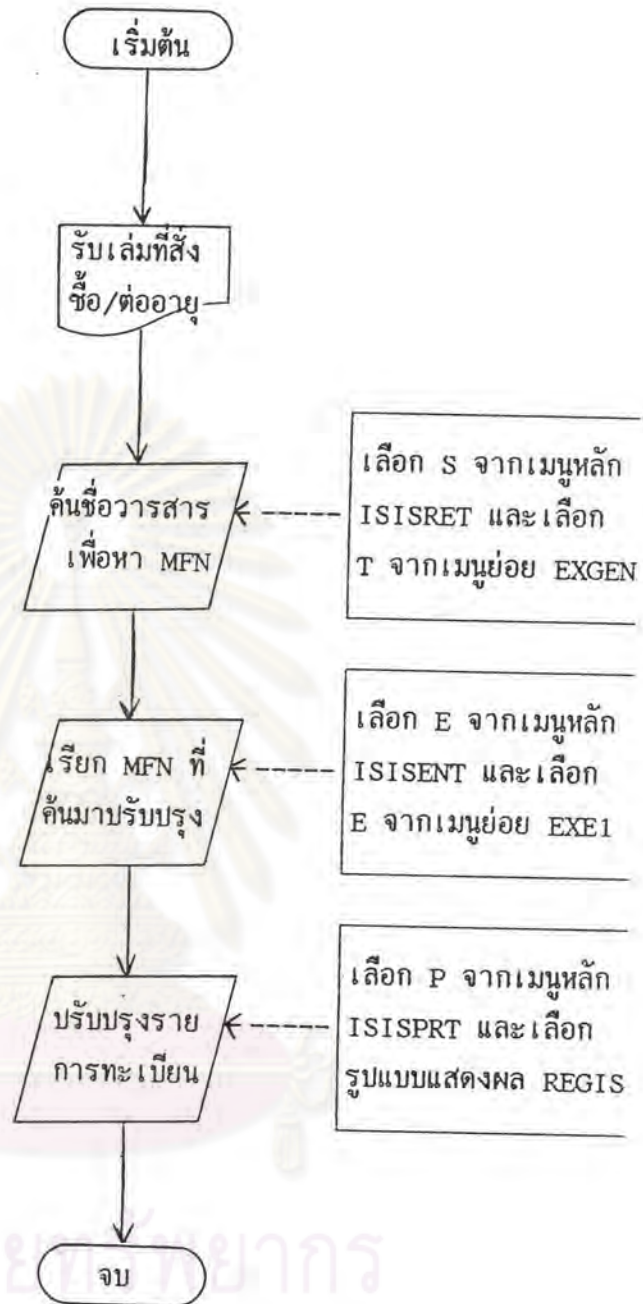 เริ่มต้น
รับเล่มที่สั่ง
ซื้อ/ต่ออายุ
ค้นชื่อวารสาร
เพื่อหา MFN
เลือก S จากเมนูหลัก
ISISRET และเลือก
T จากเมนูย่อย EXGEN
เรียก MFN ที่
ค้นมาปรับปรุง
เลือก E จากเมนูหลัก
ISISENT และเลือก
E จากเมนูย่อย EXE1
ปรับปรุงราย
การทะเบียน
เลือก P จากเมนูหลัก
ISISPRT และเลือก
รูปแบบแสดงผล REGIS
จบ